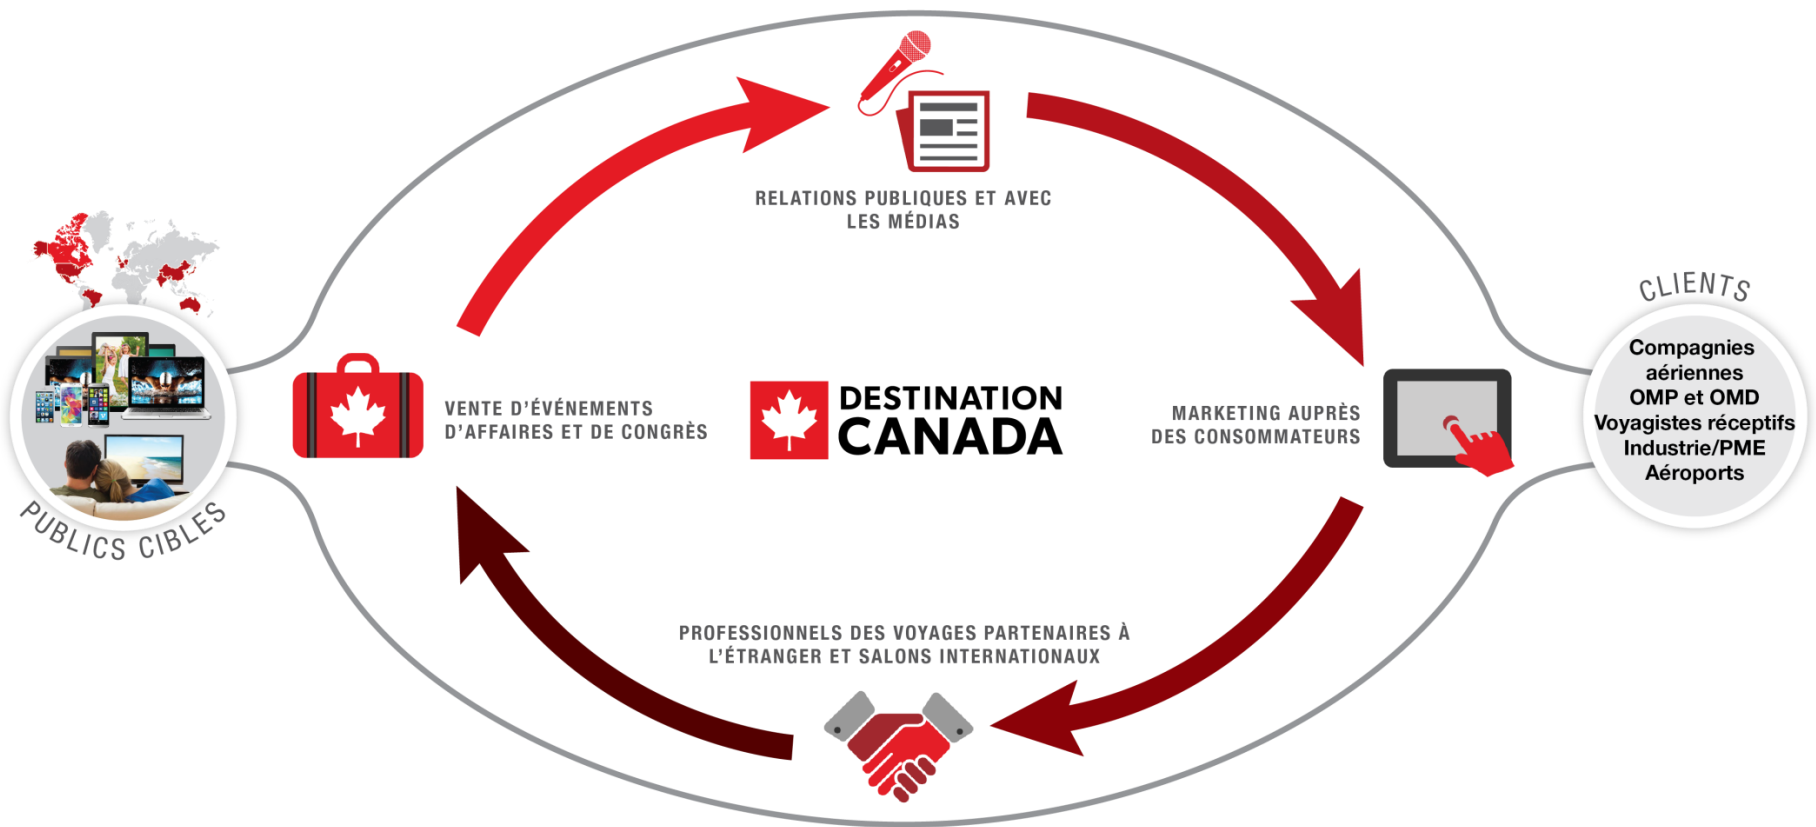 RELATIONS PUBLIQUES ET AVEC
LES MÉDIAS
CLIENTS
Compagnies
aériennes
OMP et OMD
Voyagistes réceptifs
Industrie/PME
Aéroports
VENTE D’ÉVÉNEMENTS
D’AFFAIRES ET DE CONGRÈS
DESTINATION
CANADA
MARKETING AUPRÈS
DES CONSOMMATEURS
PUBLICS CIBLES
PROFESSIONNELS DES VOYAGES PARTENAIRES À
L’ÉTRANGER ET SALONS INTERNATIONAUX